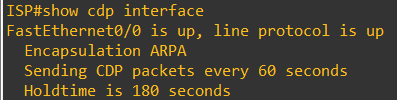 ISP#show cdp interface
FastEthernet0/0 is up, line protocol is up
  Encapsulation ARPA
  Sending CDP packets every 60 seconds
  Holdtime is 180 seconds